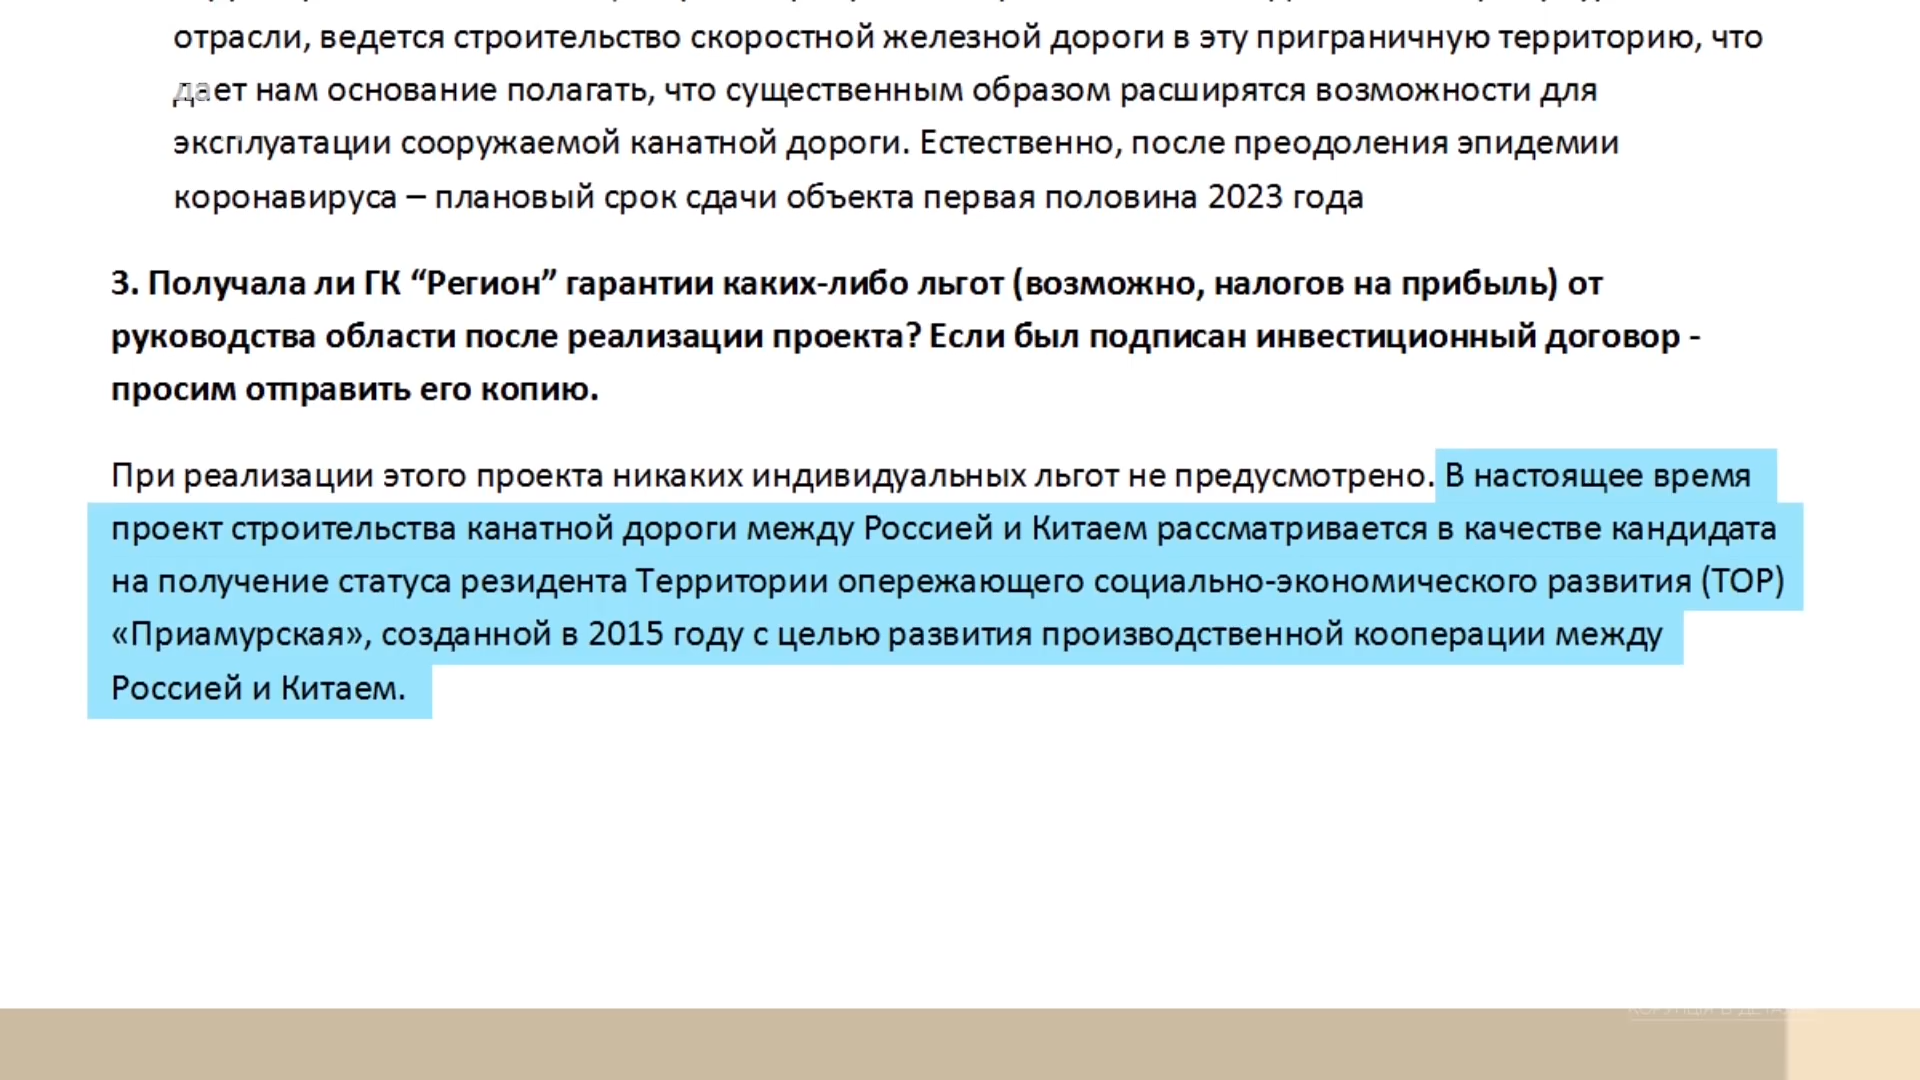 отрасли, ведется строительство скоростной железной дороги в эту приграничную территорию, что
дает нам основание полагать, что существенным образом расширятся возможности для
эксплуатации сооружаемой канатной дороги. Естественно, после преодоления эпидемии
коронавируса – плановый срок сдачи объекта первая половина 2023 года
3. Получала ли ГК “Регион” гарантии каких-либо льгот (возможно, налогов на прибыль) от
руководства области после реализации проекта? Если был подписан инвестиционный договор -
просим отправить его копию.
При реализации этого проекта никаких индивидуальных льгот не предусмотрено. В настоящее время
проект строительства канатной дороги между Россией и Китаем рассматривается в качестве кандидата
на получение статуса резидента Территории опережающего социально-экономического развития (ТОР)
«Приамурская», созданной в 2015 году с целью развития производственной кооперации между
Россией и Китаем.